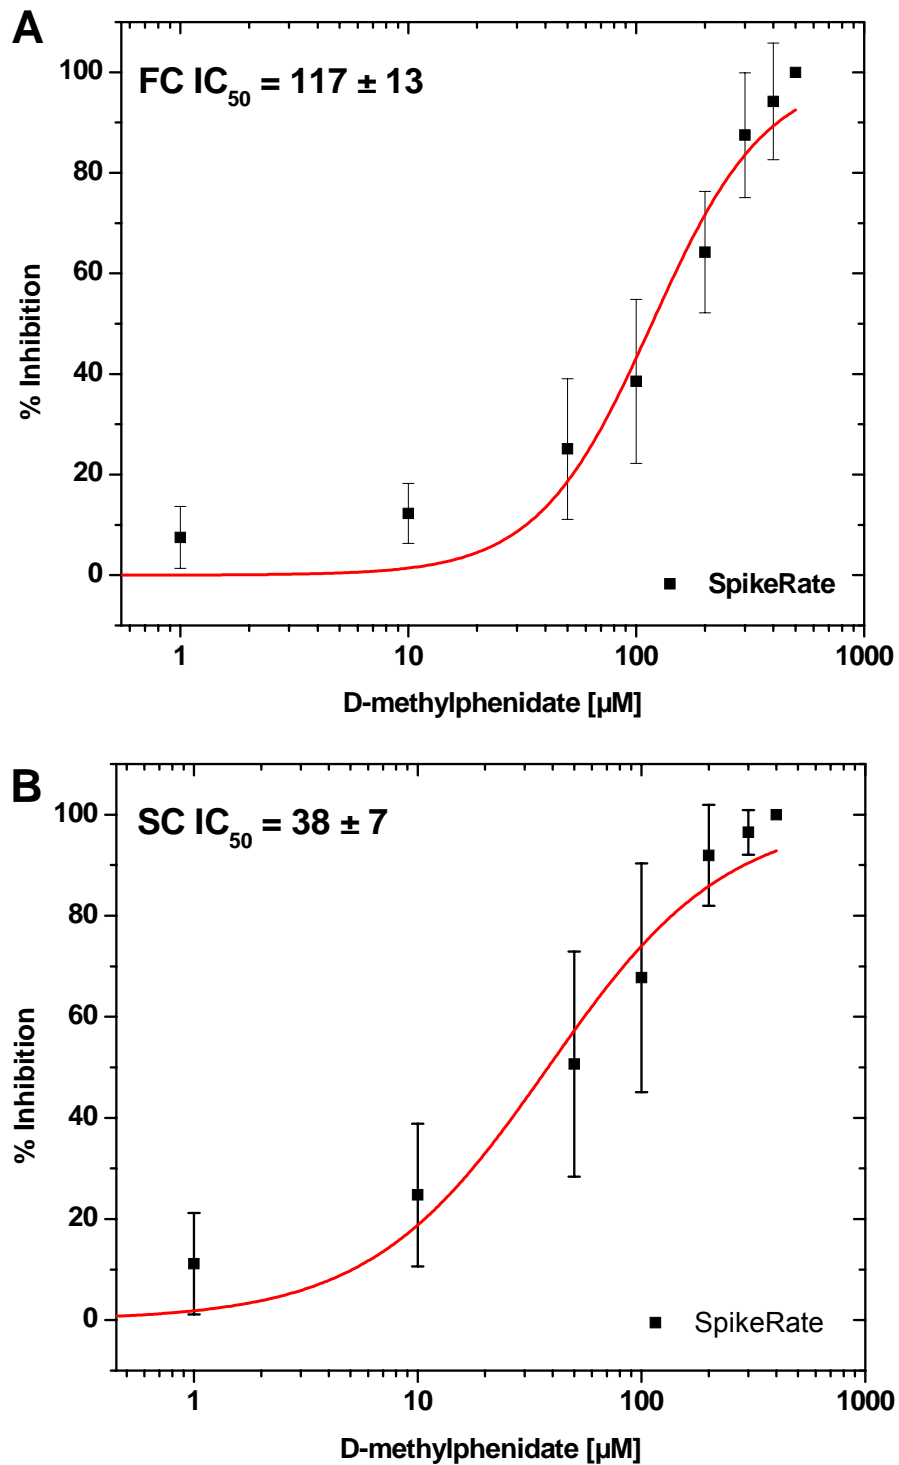 A
FC IC50 = 117 ± 13
100
80
60
40
20
0
% Inhibition
SpikeRate
1
10
100
1000
D-methylphenidate [µM]
B
SC IC50 = 38 ± 7
100
80
60
40
20
0
% Inhibition
SpikeRate
1
10
100
1000
D-methylphenidate [µM]